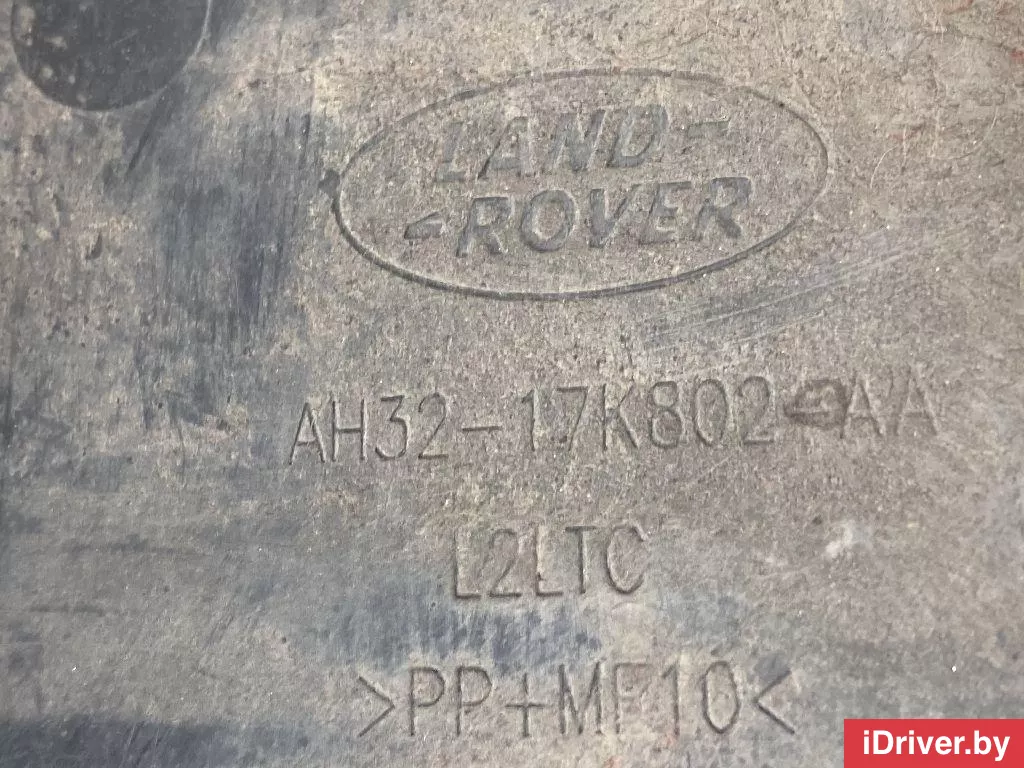 LAND-
-ROVER
AH32-17K802-AA
L2LTC
>PP+MF10<
iDriver.by